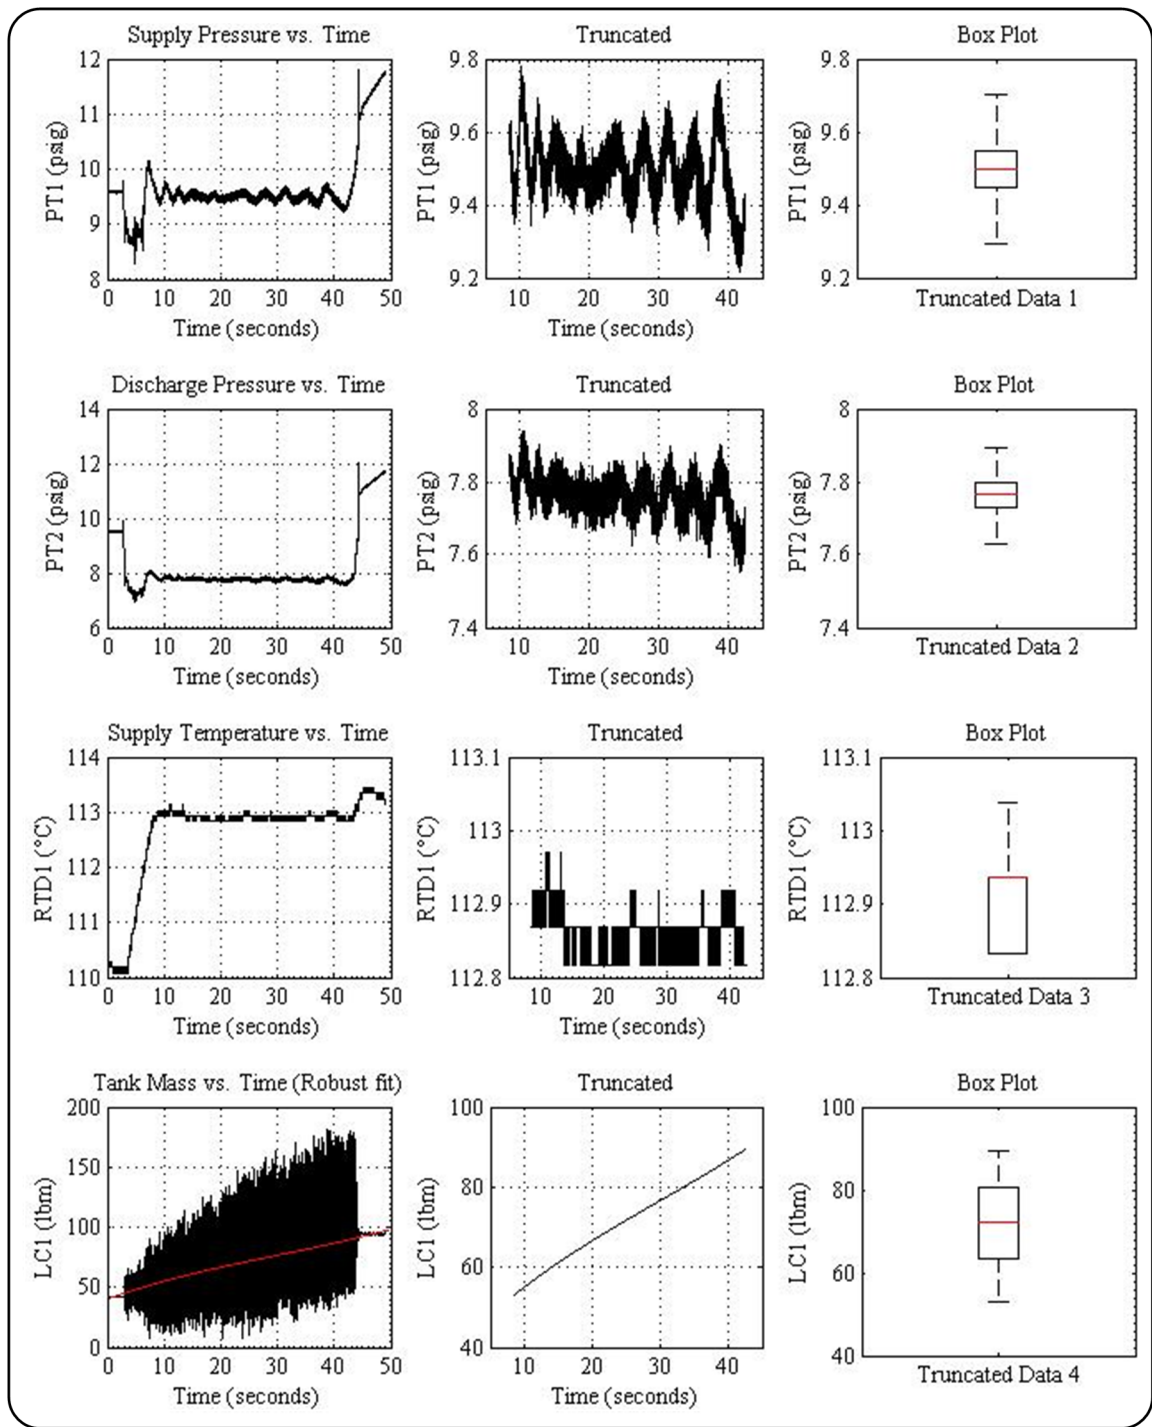 Supply Pressure vs. Time
Truncated
Box Plot
12
11
10
9
8
PT1 (psig)
0 10 20 30 40 50
Time (seconds)
9.8
9.6
9.4
9.2
PT1 (psig)
10 20 30 40
Time (seconds)
9.8
9.6
9.4
9.2
PT1 (psig)
Truncated Data 1
Discharge Pressure vs. Time
Truncated
Box Plot
14
12
10
8
6
PT2 (psig)
0 10 20 30 40 50
Time (seconds)
8
7.8
7.6
7.4
PT2 (psig)
10 20 30 40
Time (seconds)
8
7.8
7.6
7.4
PT2 (psig)
Truncated Data 2
Supply Temperature vs. Time
Truncated
Box Plot
114
113
112
111
110
RTD1 (°C)
0 10 20 30 40 50
Time (seconds)
113.1
113
112.9
112.8
RTD1 (°C)
10 20 30 40
Time (seconds)
113.1
113
112.9
112.8
RTD1 (°C)
Truncated Data 3
Tank Mass vs. Time (Robust fit)
Truncated
Box Plot
200
150
100
50
0
LC1 (lbm)
0 10 20 30 40 50
Time (seconds)
100
80
60
40
LC1 (lbm)
10 20 30 40
Time (seconds)
100
80
60
40
LC1 (lbm)
Truncated Data 4